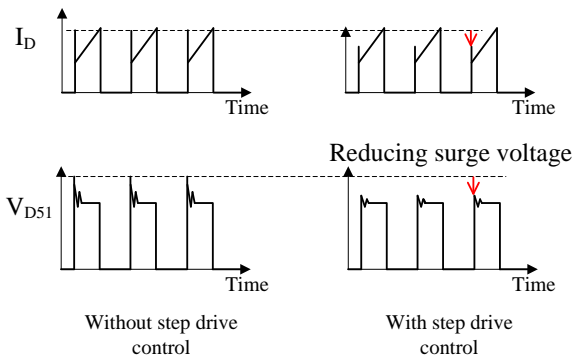 I_D
Time
Time
Reducing surge voltage
V_D51
Time
Time
Without step drive
control
With step drive
control